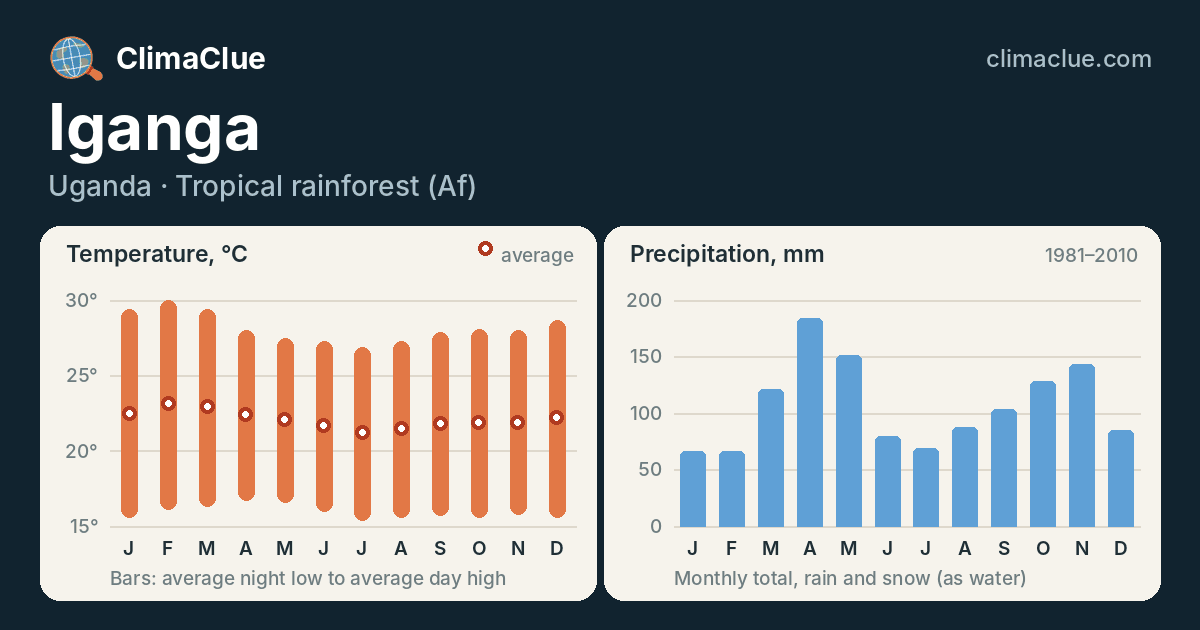 ClimaClue
climaclue.com
Iganga
Uganda · Tropical rainforest (Af)
Temperature, °C
average
30°
25°
20°
15°
J F M A M J J A S O N D
Bars: average night low to average day high
Precipitation, mm
1981–2010
200
150
100
50
0
J F M A M J J A S O N D
Monthly total, rain and snow (as water)